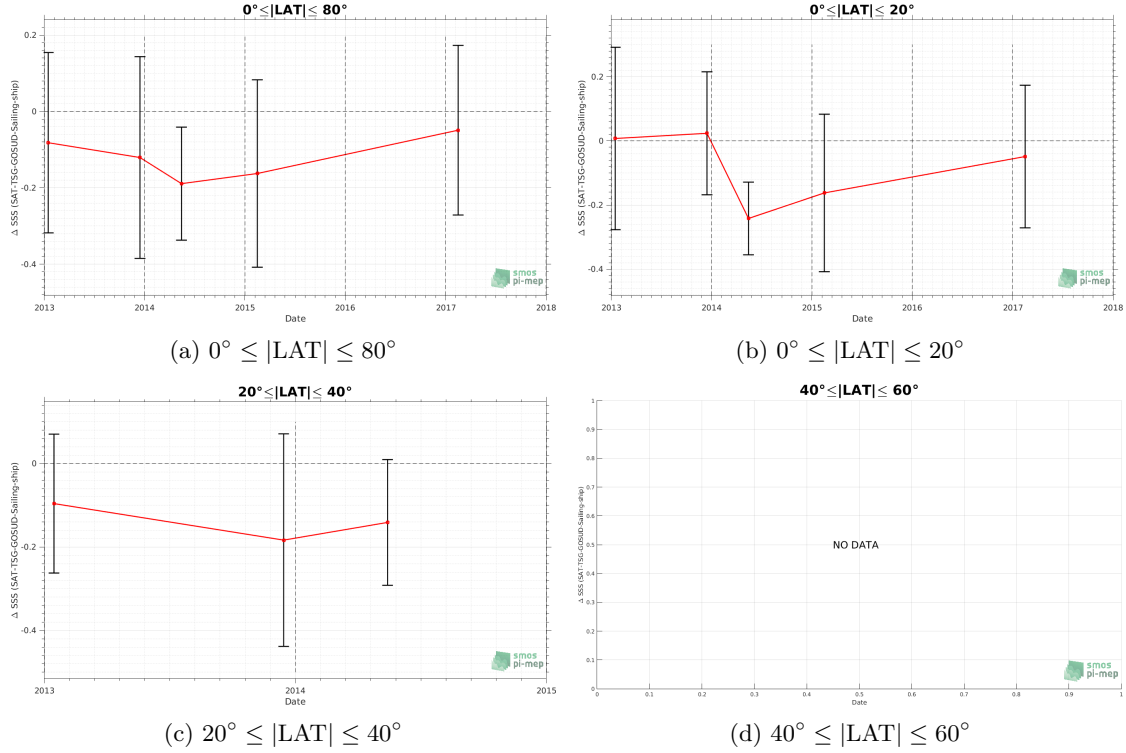 0°≤|LAT|≤ 80°
Δ SSS (SAT-TSG-GOSUD-Sailing-ship)
0.2
0
-0.2
-0.4
2013 2014 2015 2016 2017 2018
Date
smos
pi-mep
(a) 0° ≤ |LAT| ≤ 80°
0°≤|LAT|≤ 20°
Δ SSS (SAT-TSG-GOSUD-Sailing-ship)
0.2
0
-0.2
-0.4
2013 2014 2015 2016 2017 2018
Date
smos
pi-mep
(b) 0° ≤ |LAT| ≤ 20°
20°≤|LAT|≤ 40°
0
-0.2
-0.4
Δ SSS (SAT-TSG-GOSUD-Sailing-ship)
2013 2014 2015
Date
smos
pi-mep
(c) 20° ≤ |LAT| ≤ 40°
40°≤|LAT|≤ 60°
Δ SSS (SAT-TSG-GOSUD-Sailing-ship)
1
0.9
0.8
0.7
0.6
0.5
0.4
0.3
0.2
0.1
0
NO DATA
0 0.1 0.2 0.3 0.4 0.5 0.6 0.7 0.8 0.9 1
Date
smos
pi-mep
(d) 40° ≤ |LAT| ≤ 60°